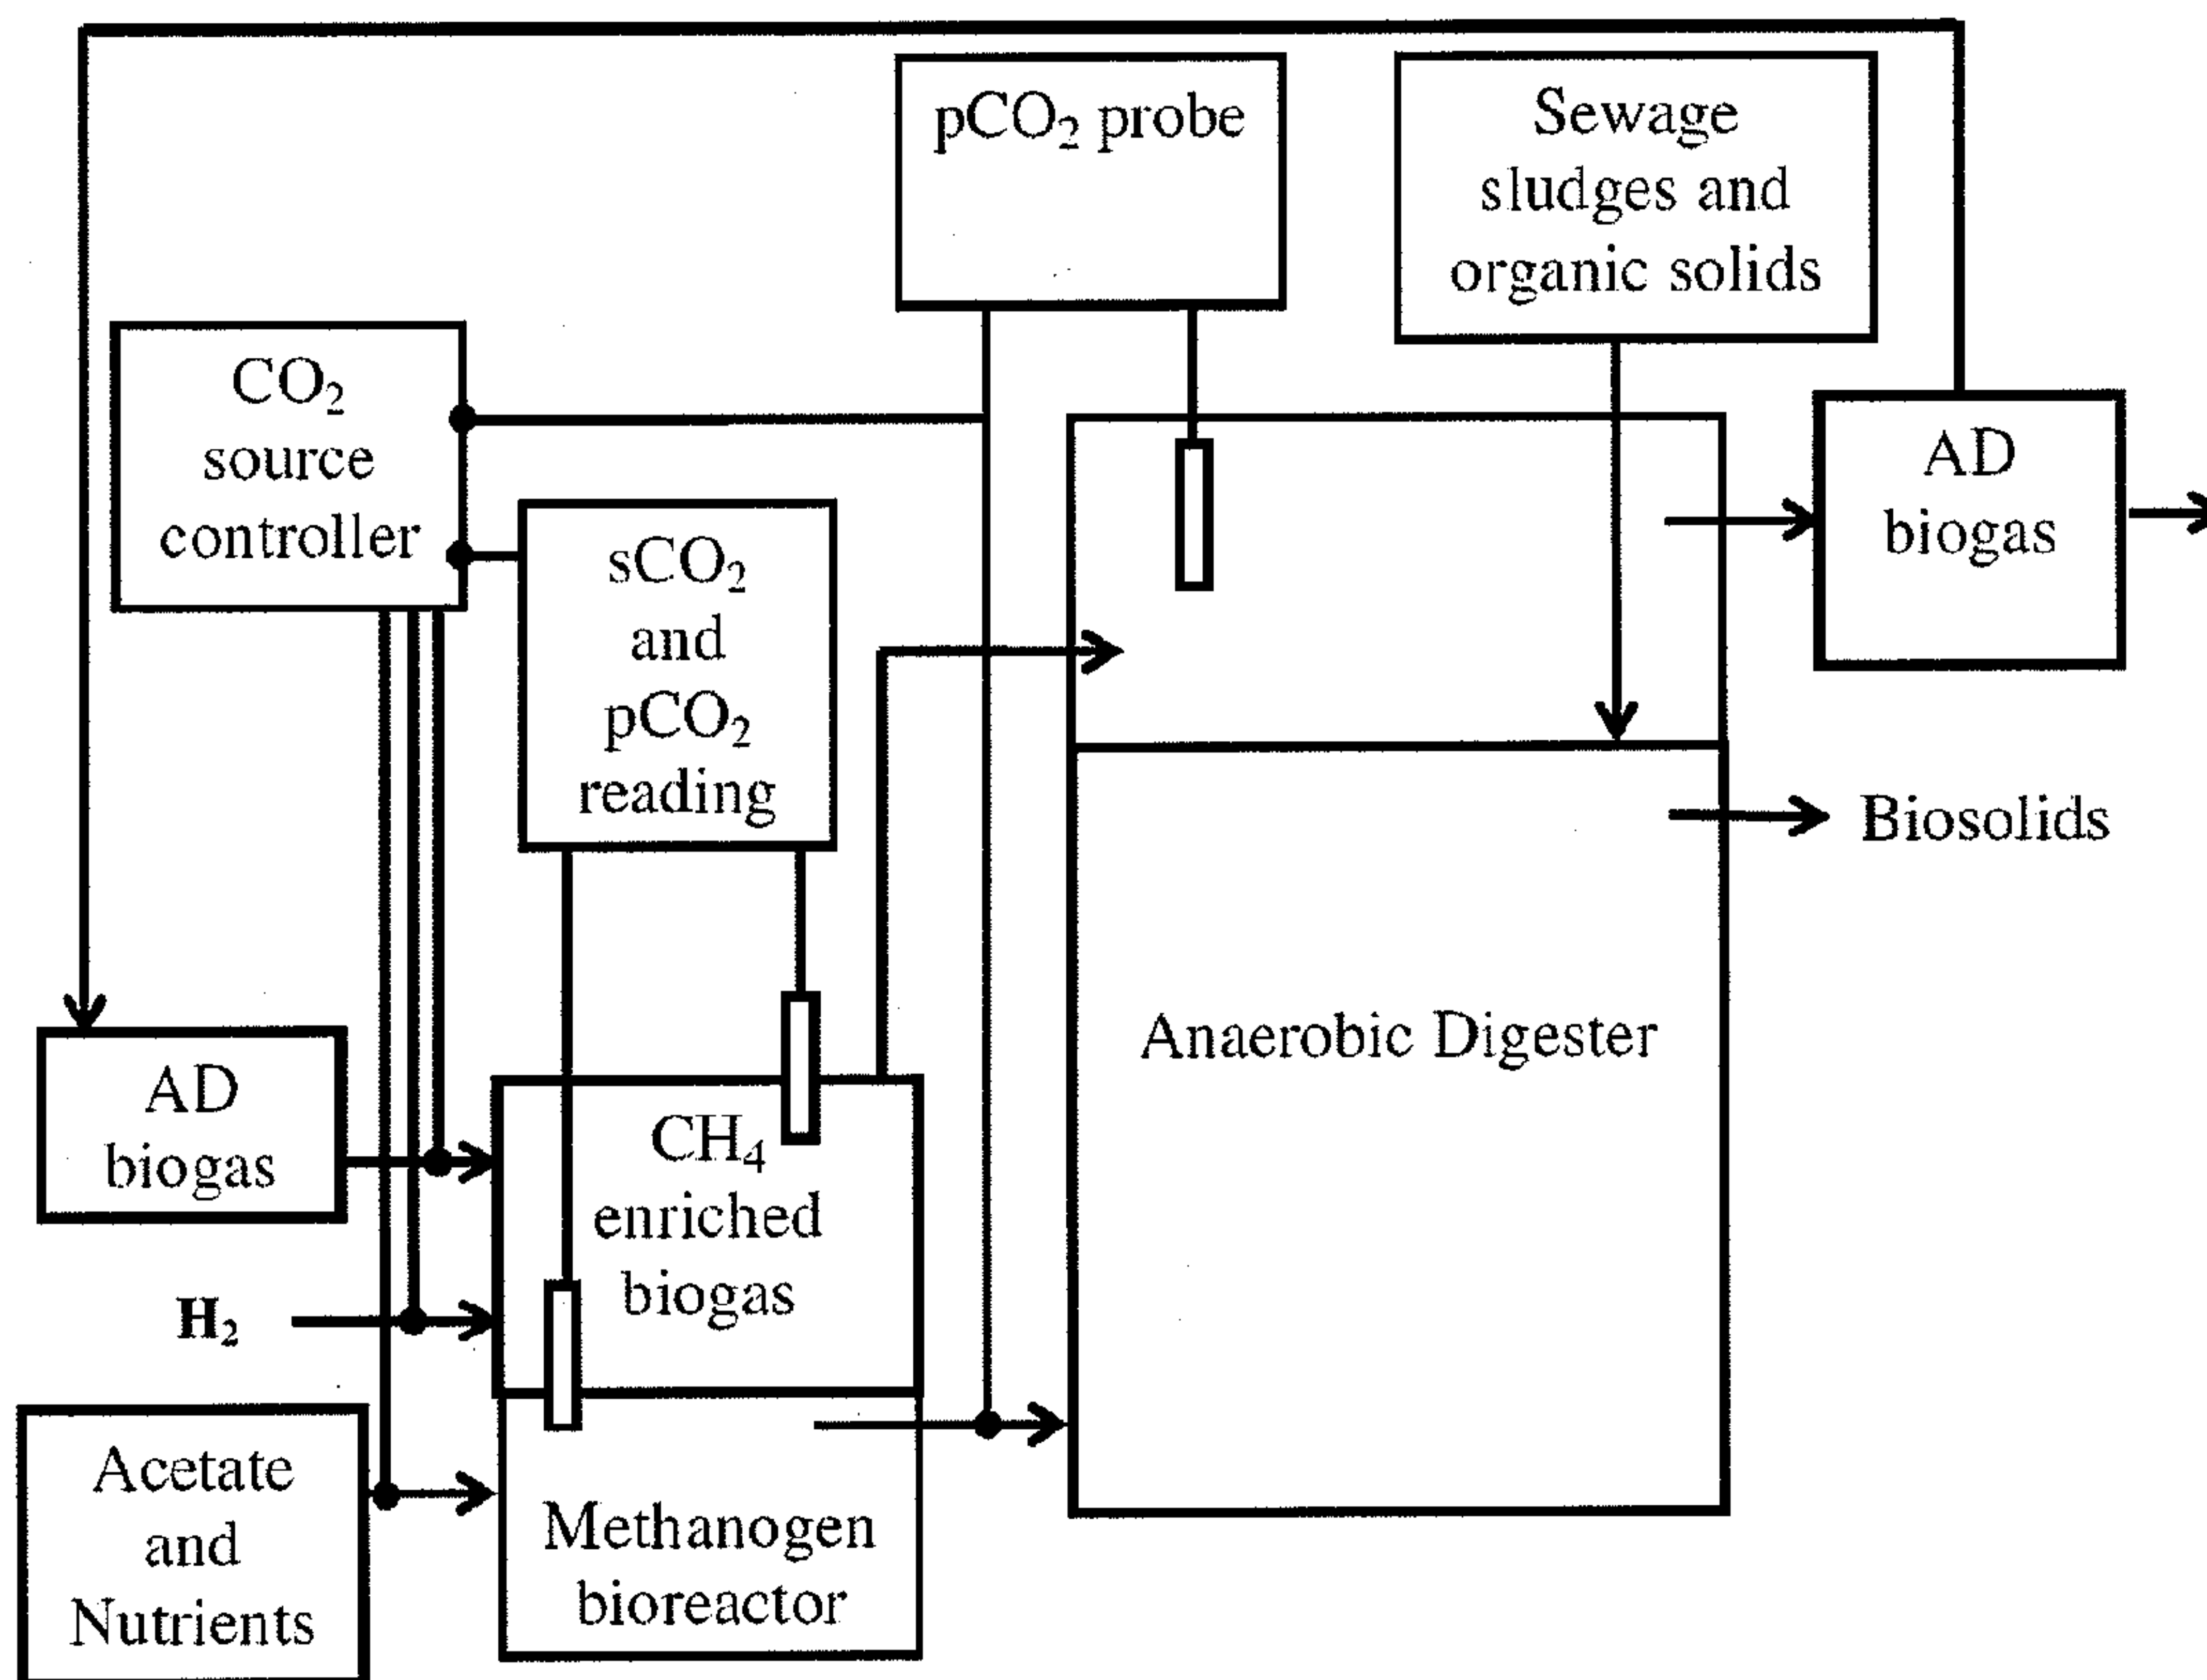 pCO₂ probe
Sewage
sludges and
organic solids
CO₂
source
controller
sCO₂
and
pCO₂
reading
AD
biogas
Biosolids
Anaerobic Digester
AD
biogas
CH₄
enriched
biogas
H₂
Acetate
and
Nutrients
Methanogen
bioreactor